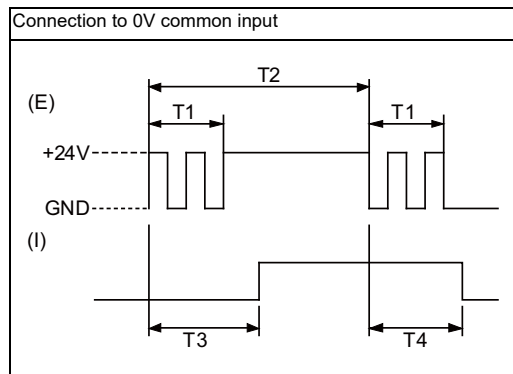 Connection to 0V common input
T2
(E)
T1
T1
+24V
GND
(I)
T3
T4